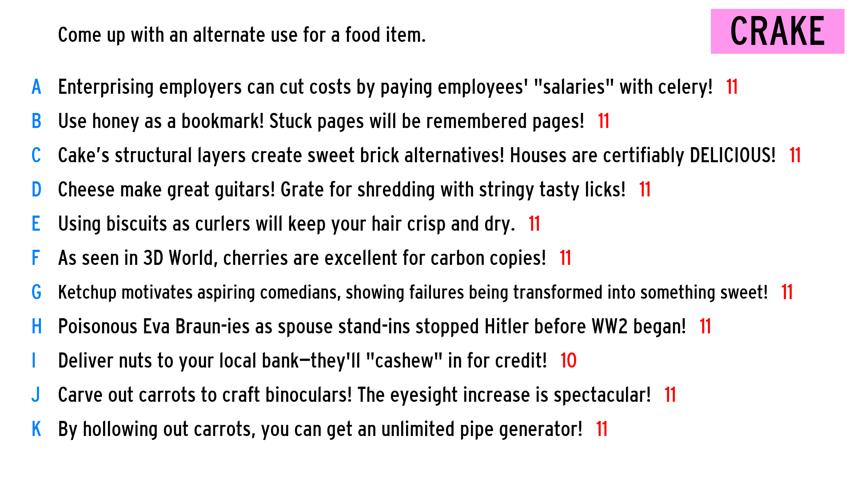 Come up with an alternate use for a food item.
CRAKE
A Enterprising employers can cut costs by paying employees' "salaries" with celery! 11
B Use honey as a bookmark! Stuck pages will be remembered pages! 11
C Cake's structural layers create sweet brick alternatives! Houses are certifiably DELICIOUS! 11
D Cheese make great guitars! Grate for shredding with stringy tasty licks! 11
E Using biscuits as curlers will keep your hair crisp and dry. 11
F As seen in 3D World, cherries are excellent for carbon copies! 11
G Ketchup motivates aspiring comedians, showing failures being transformed into something sweet! 11
H Poisonous Eva Braun-ies as spouse stand-ins stopped Hitler before WW2 began! 11
I Deliver nuts to your local bank—they'll "cashew" in for credit! 10
J Carve out carrots to craft binoculars! The eyesight increase is spectacular! 11
K By hollowing out carrots, you can get an unlimited pipe generator! 11